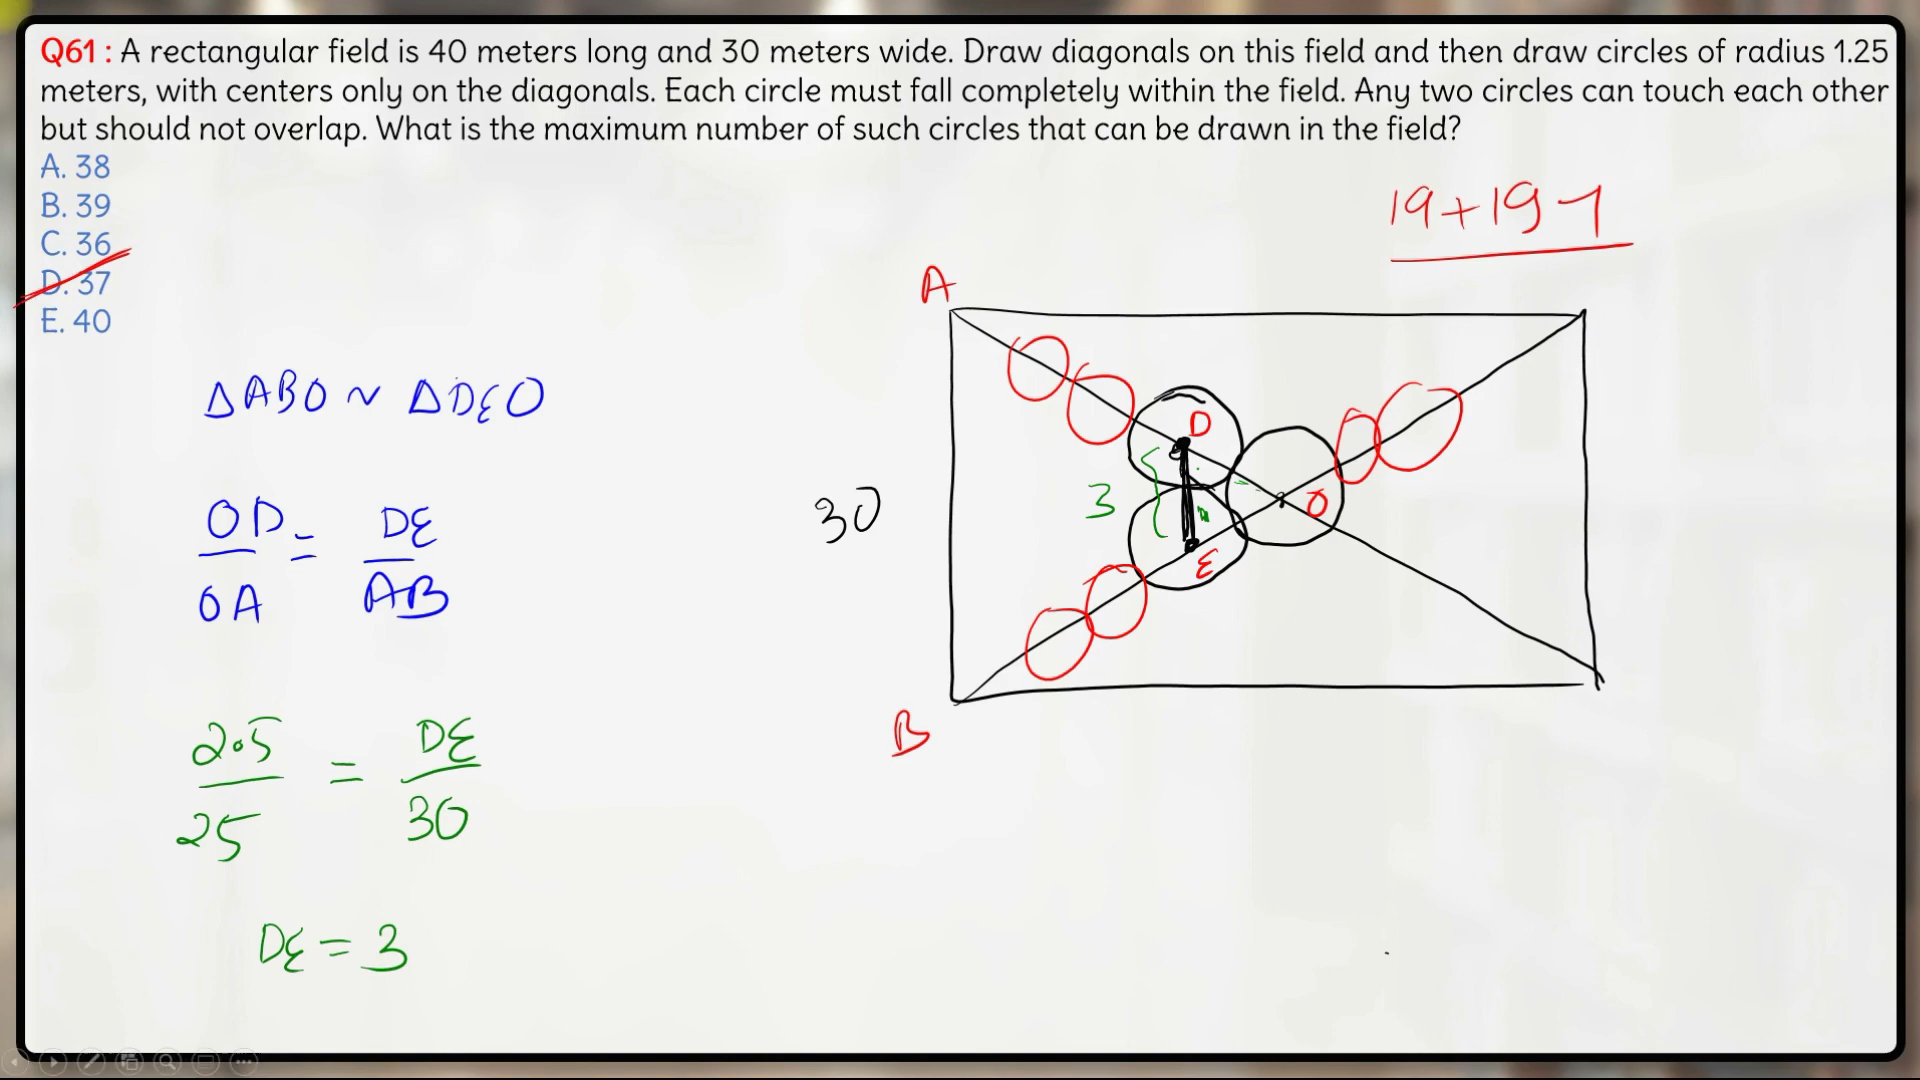 Q61 : A rectangular field is 40 meters long and 30 meters wide. Draw diagonals on this field and then draw circles of radius 1.25
meters, with centers only on the diagonals. Each circle must fall completely within the field. Any two circles can touch each other
but should not overlap. What is the maximum number of such circles that can be drawn in the field?
A. 38
B. 39
C. 36
D. 37
E. 40
19+19-1
A
△ABO ~ △DEO
D
3
O
30
E
OD = DE
OA AB
B
2.5 = DE
25 30
DE = 3